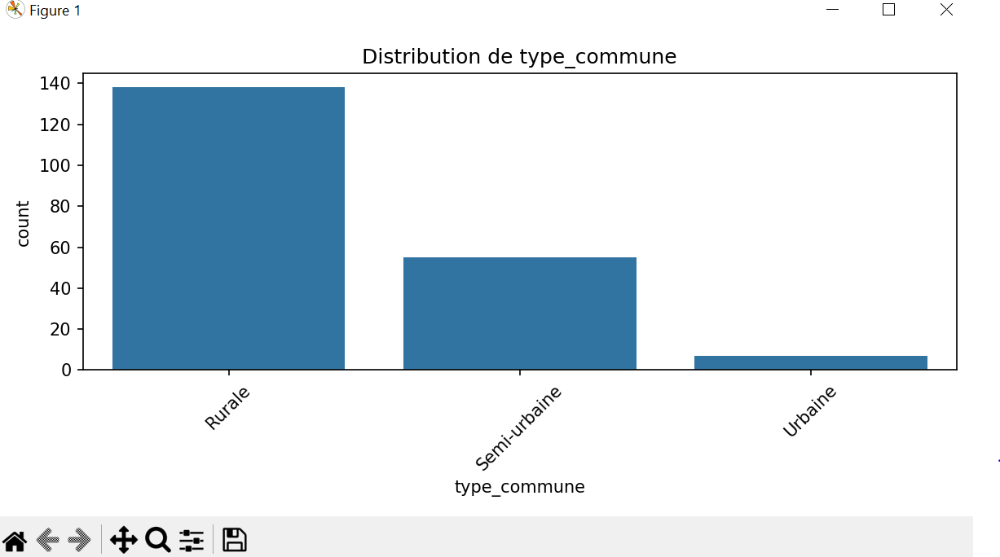 Figure 1
Distribution de type_commune
140
120
100
80
60
40
20
0
count
Rurale
Semi-urbaine
Urbaine
type_commune